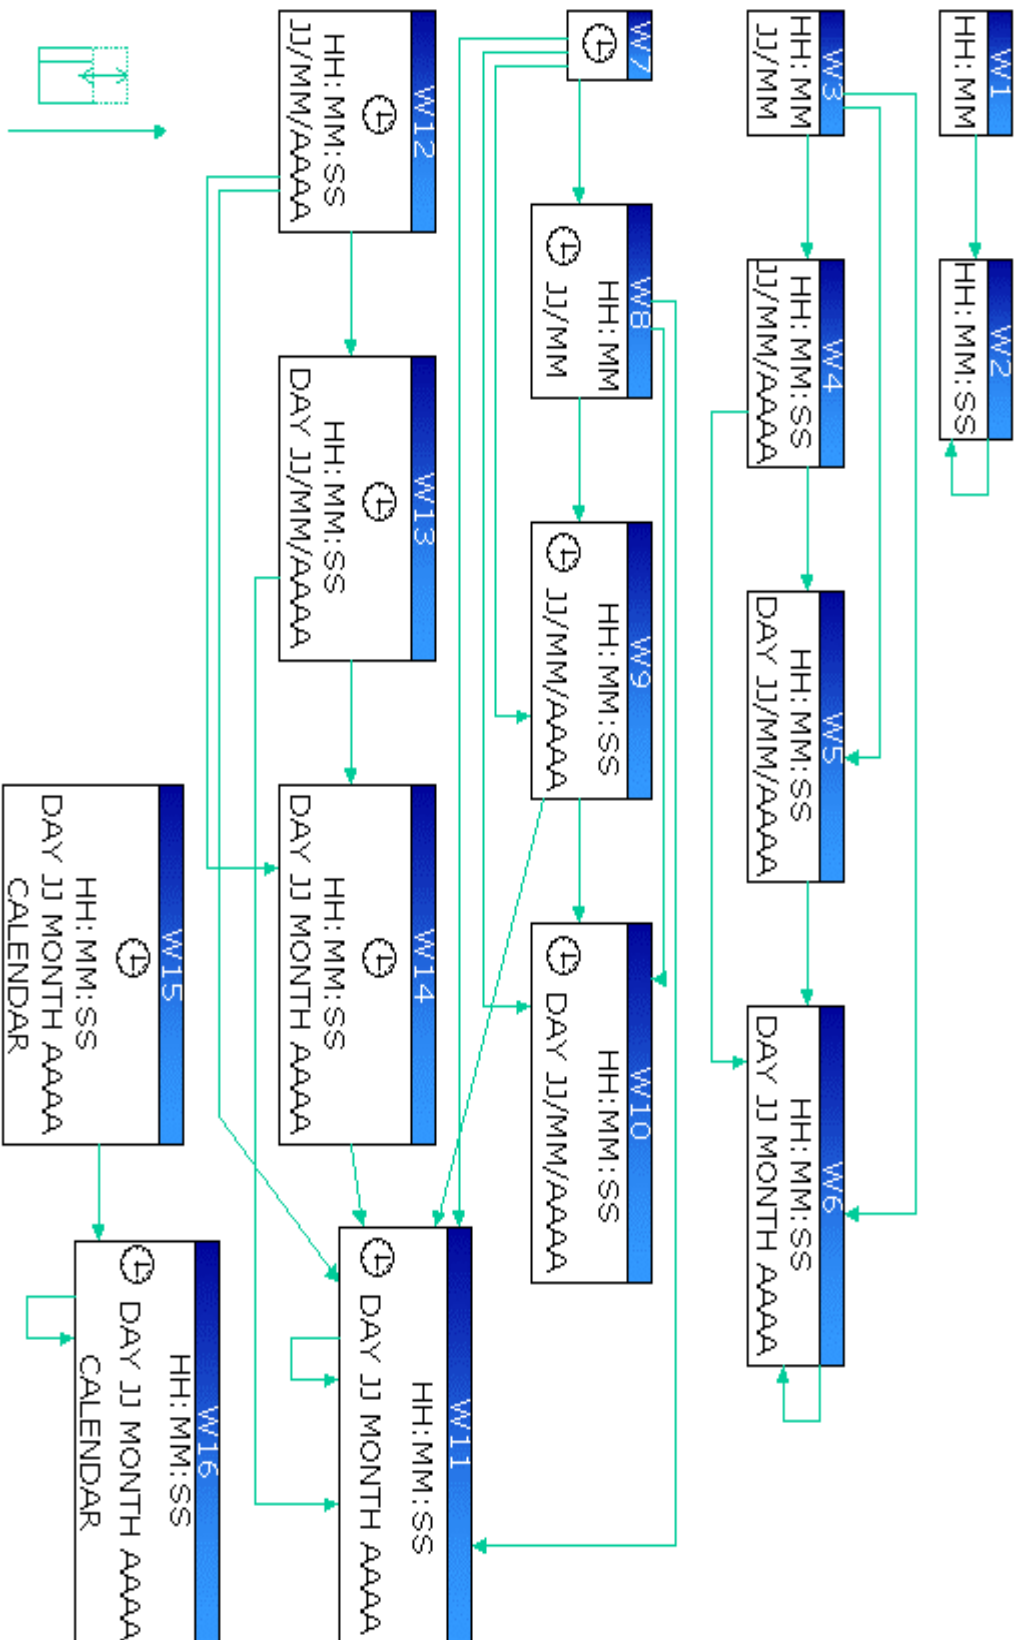 W1
HH:MM
W2
HH:MM:SS
W3
HH:MM
JJ/MM
W4
HH:MM:SS
JJ/MM/AAAA
W5
HH:MM:SS
DAY JJ/MM/AAAA
W6
HH:MM:SS
DAY JJ MONTH AAAA
W7
W8
HH:MM
JJ/MM
W9
HH:MM:SS
JJ/MM/AAAA
W10
HH:MM:SS
DAY JJ/MM/AAAA
W11
HH:MM:SS
DAY JJ MONTH AAAA
W12
HH:MM:SS
JJ/MM/AAAA
W13
HH:MM:SS
DAY JJ/MM/AAAA
W14
HH:MM:SS
DAY JJ MONTH AAAA
W15
HH:MM:SS
DAY JJ MONTH AAAA
CALENDAR
W16
HH:MM:SS
DAY JJ MONTH AAAA
CALENDAR